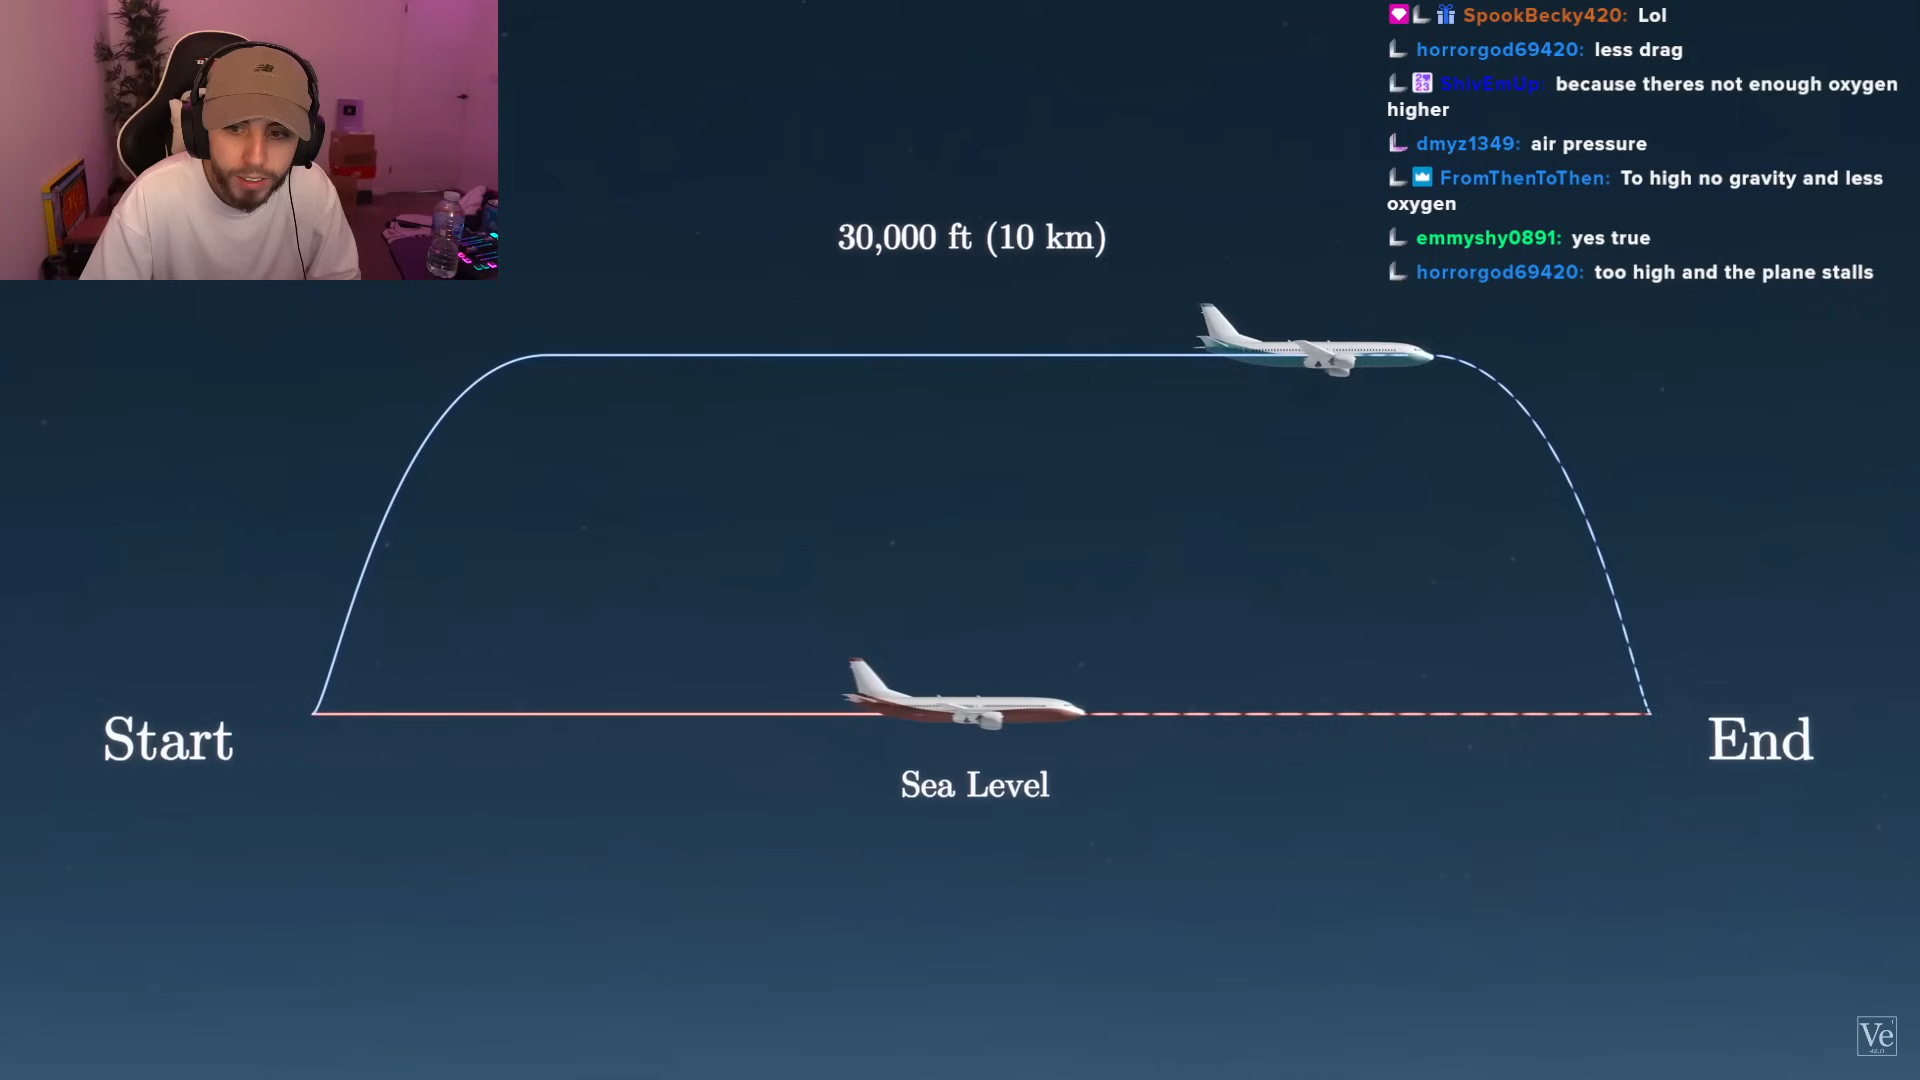 SpookBecky420: Lol
horrorgod69420: less drag
ShivEmUp: because theres not enough oxygen
higher
dmyz1349: air pressure
FromThenToThen: To high no gravity and less
oxygen
emmyshy0891: yes true
horrorgod69420: too high and the plane stalls
30,000 ft (10 km)
Start
End
Sea Level
Ve